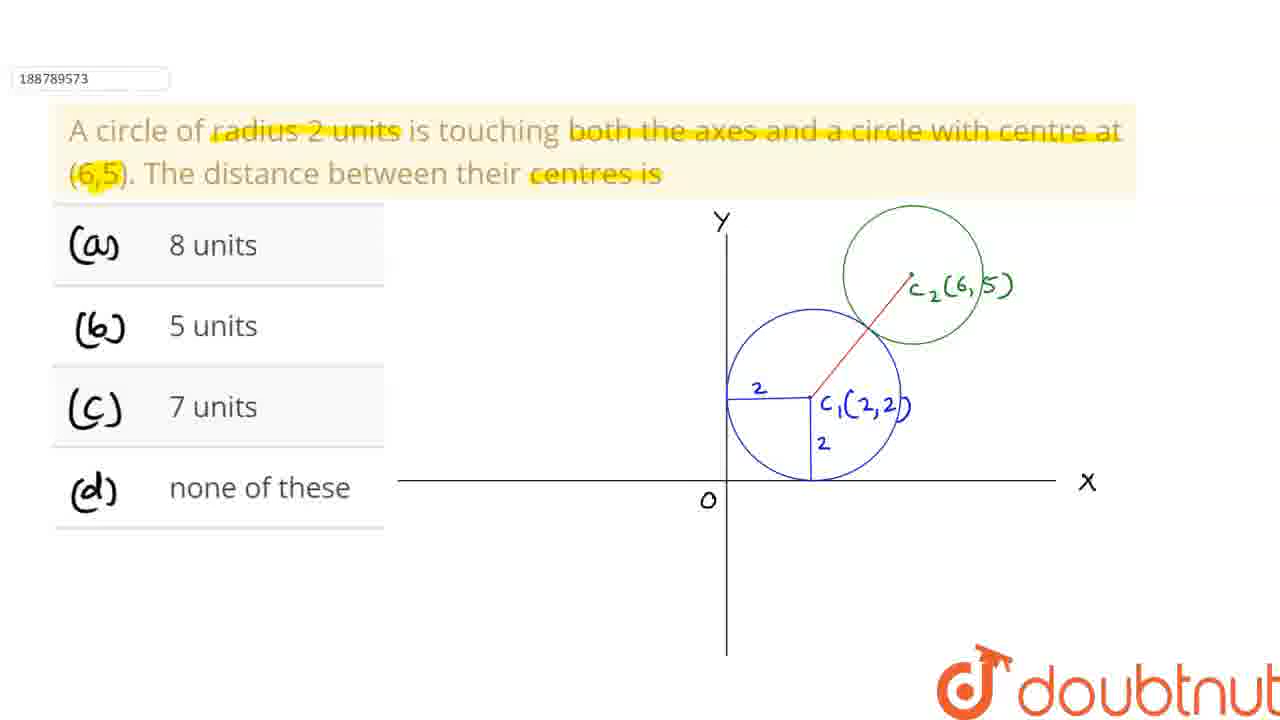 188789573
A circle of radius 2 units is touching both the axes and a circle with centre at
(6,5). The distance between their centres is
(a) 8 units
(b) 5 units
(c) 7 units
(d) none of these
Y
C₂(6,5)
2
C₁(2,2)
2
X
O
doubtnut